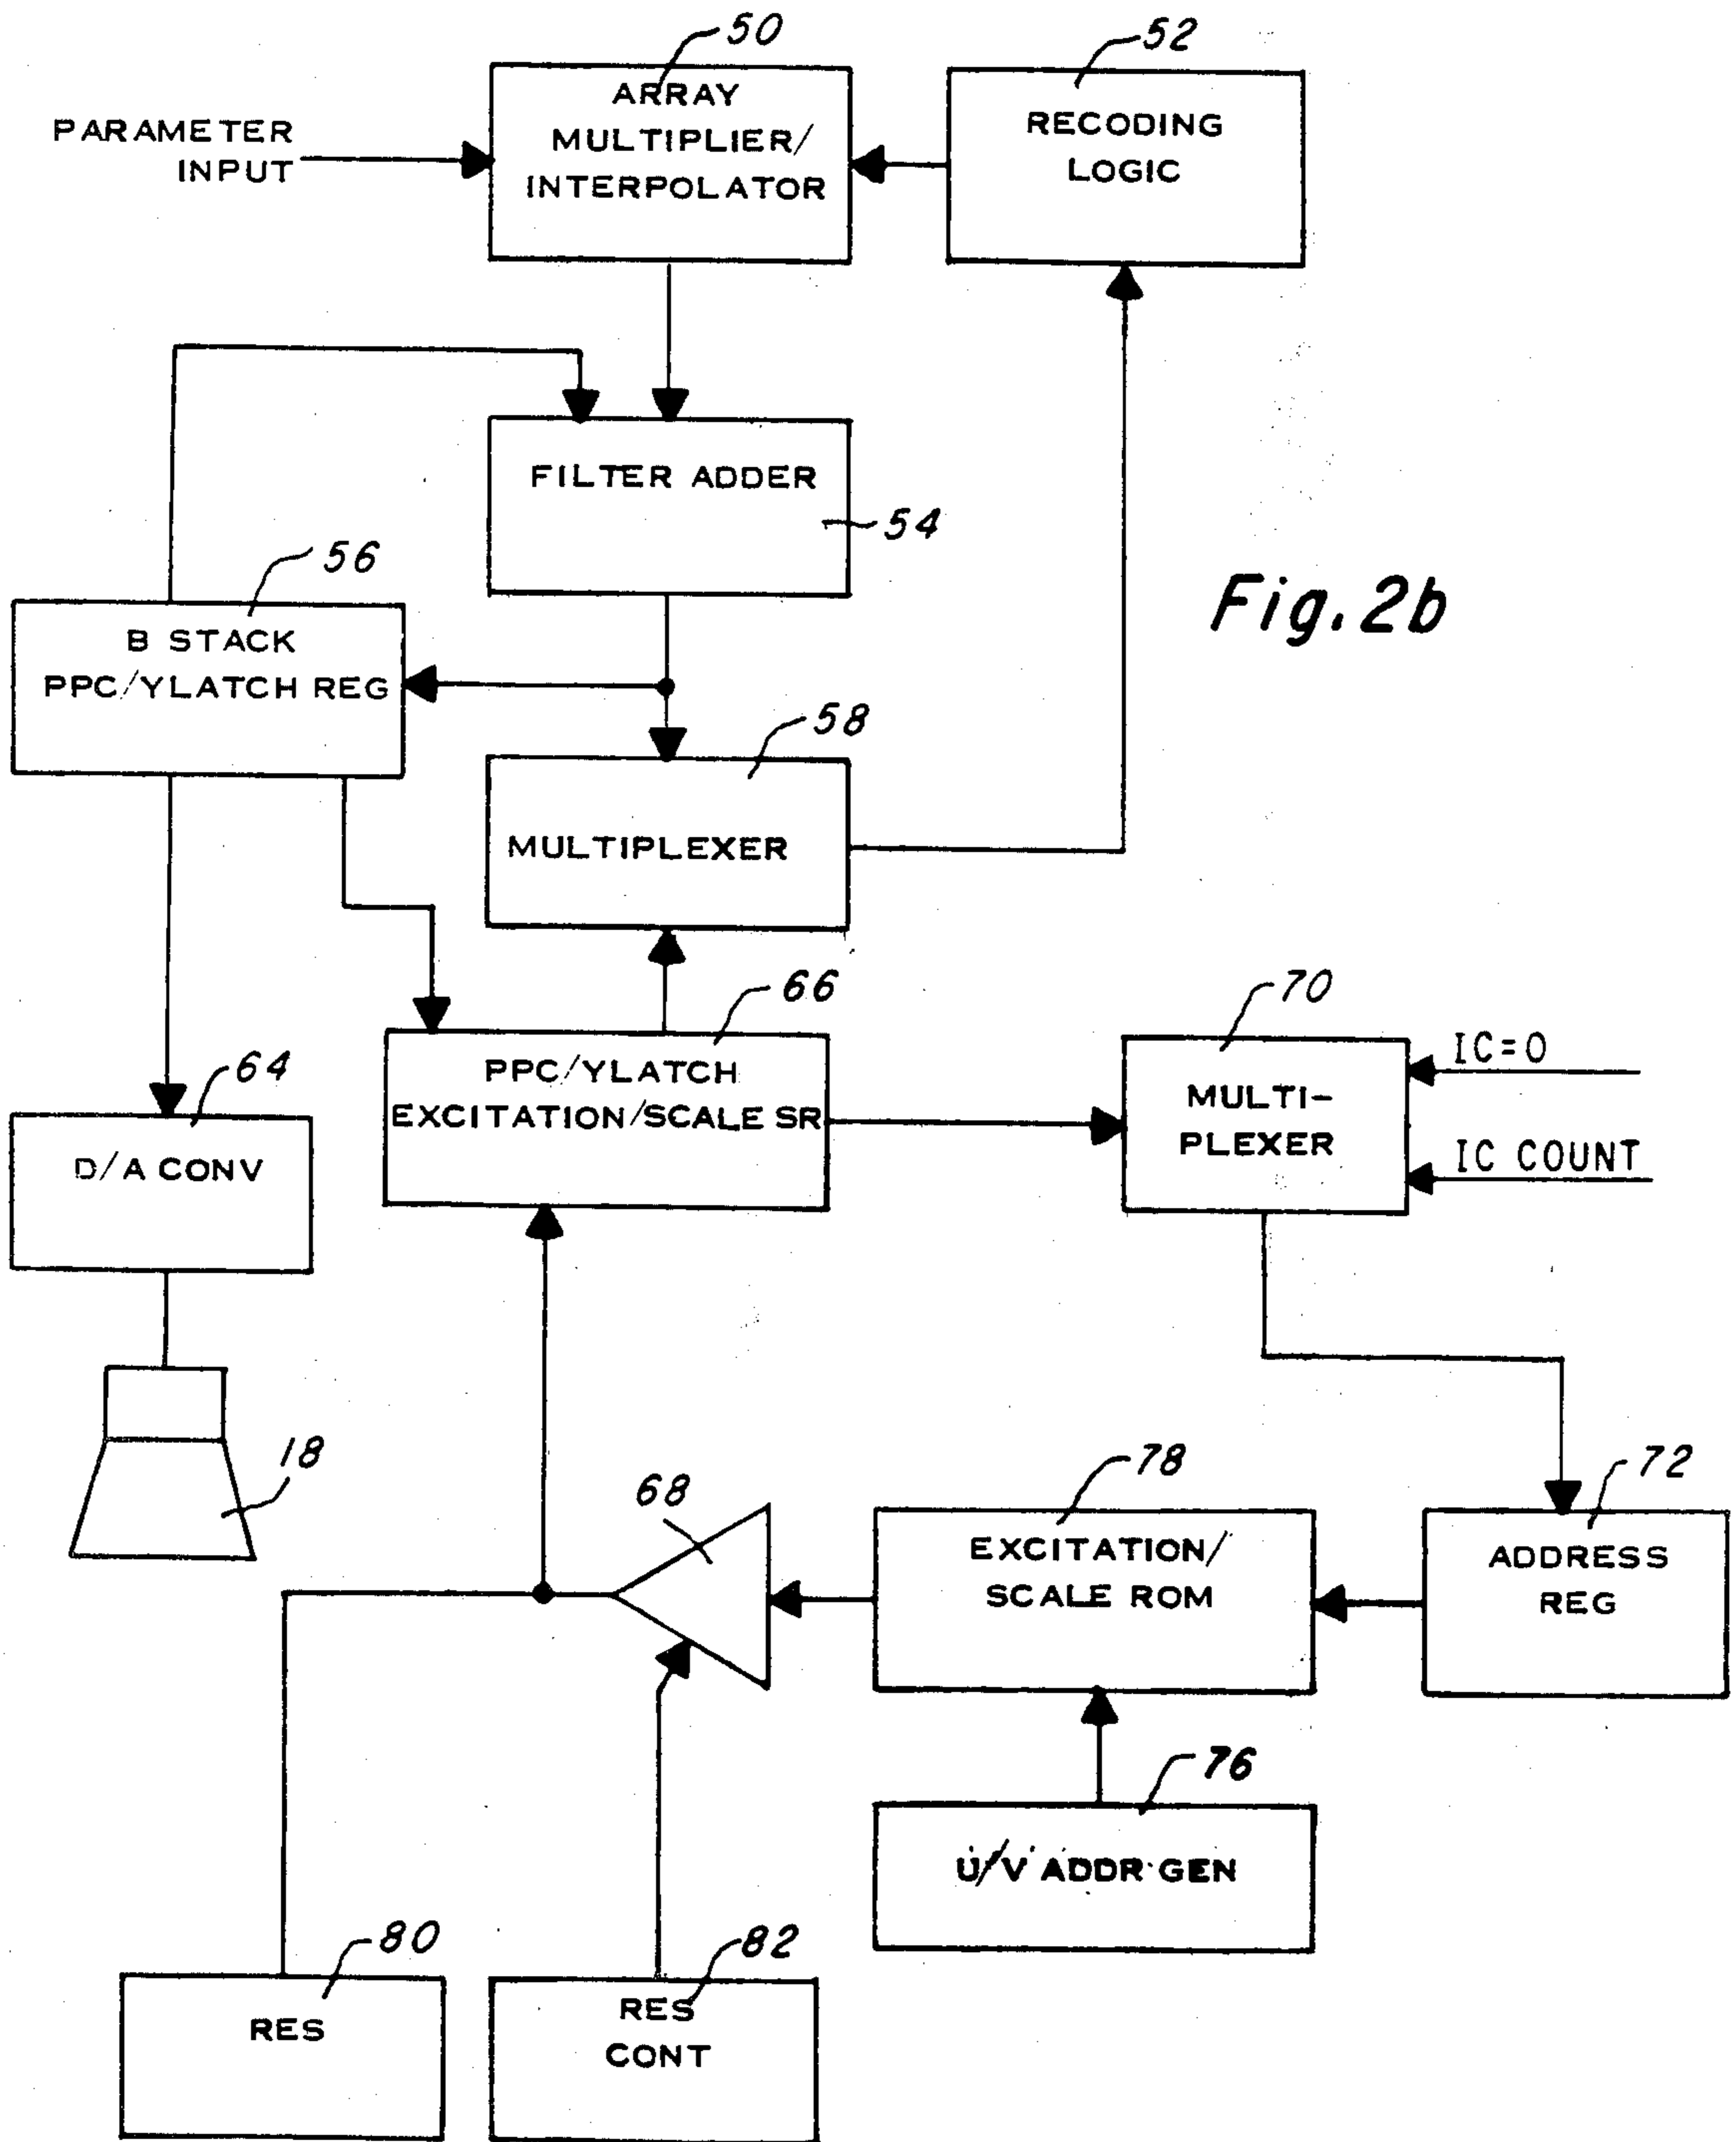 50
52
ARRAY
MULTIPLIER/
INTERPOLATOR
RECODING
LOGIC
PARAMETER
INPUT
FILTER ADDER
54
56
Fig. 2b
B STACK
PPC/YLATCH REG
58
MULTIPLEXER
66
70
64
PPC/YLATCH
EXCITATION/SCALE SR
MULTI-
PLEXER
IC=0
IC COUNT
D/A CONV
18
68
78
72
EXCITATION/
SCALE ROM
ADDRESS
REG
76
U/V ADDR GEN
80
82
RES
RES
CONT